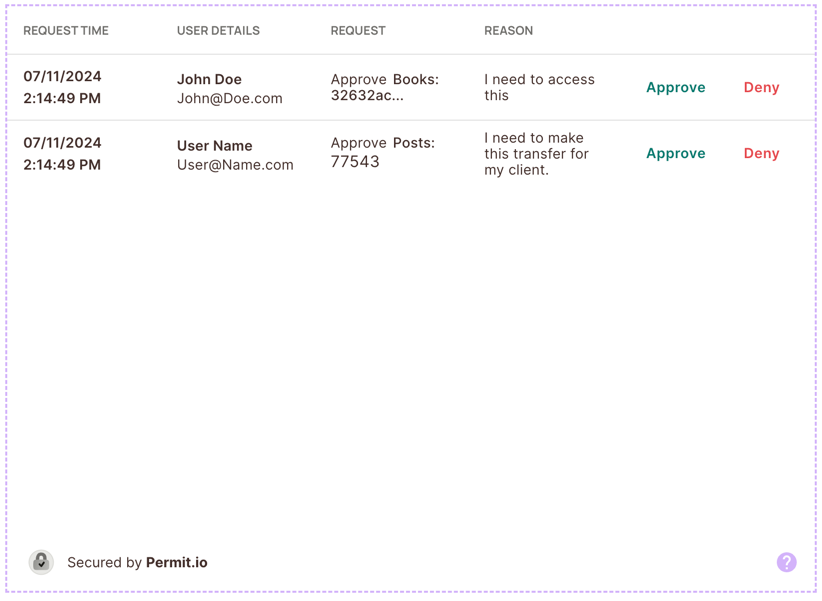 REQUEST TIME USER DETAILS REQUEST REASON
07/11/2024
2:14:49 PM
John Doe
John@Doe.com
Approve Books:
32632ac...
I need to access
this
Approve Deny
07/11/2024
2:14:49 PM
User Name
User@Name.com
Approve Posts:
77543
I need to make
this transfer for
my client.
Approve Deny
Secured by Permit.io
?